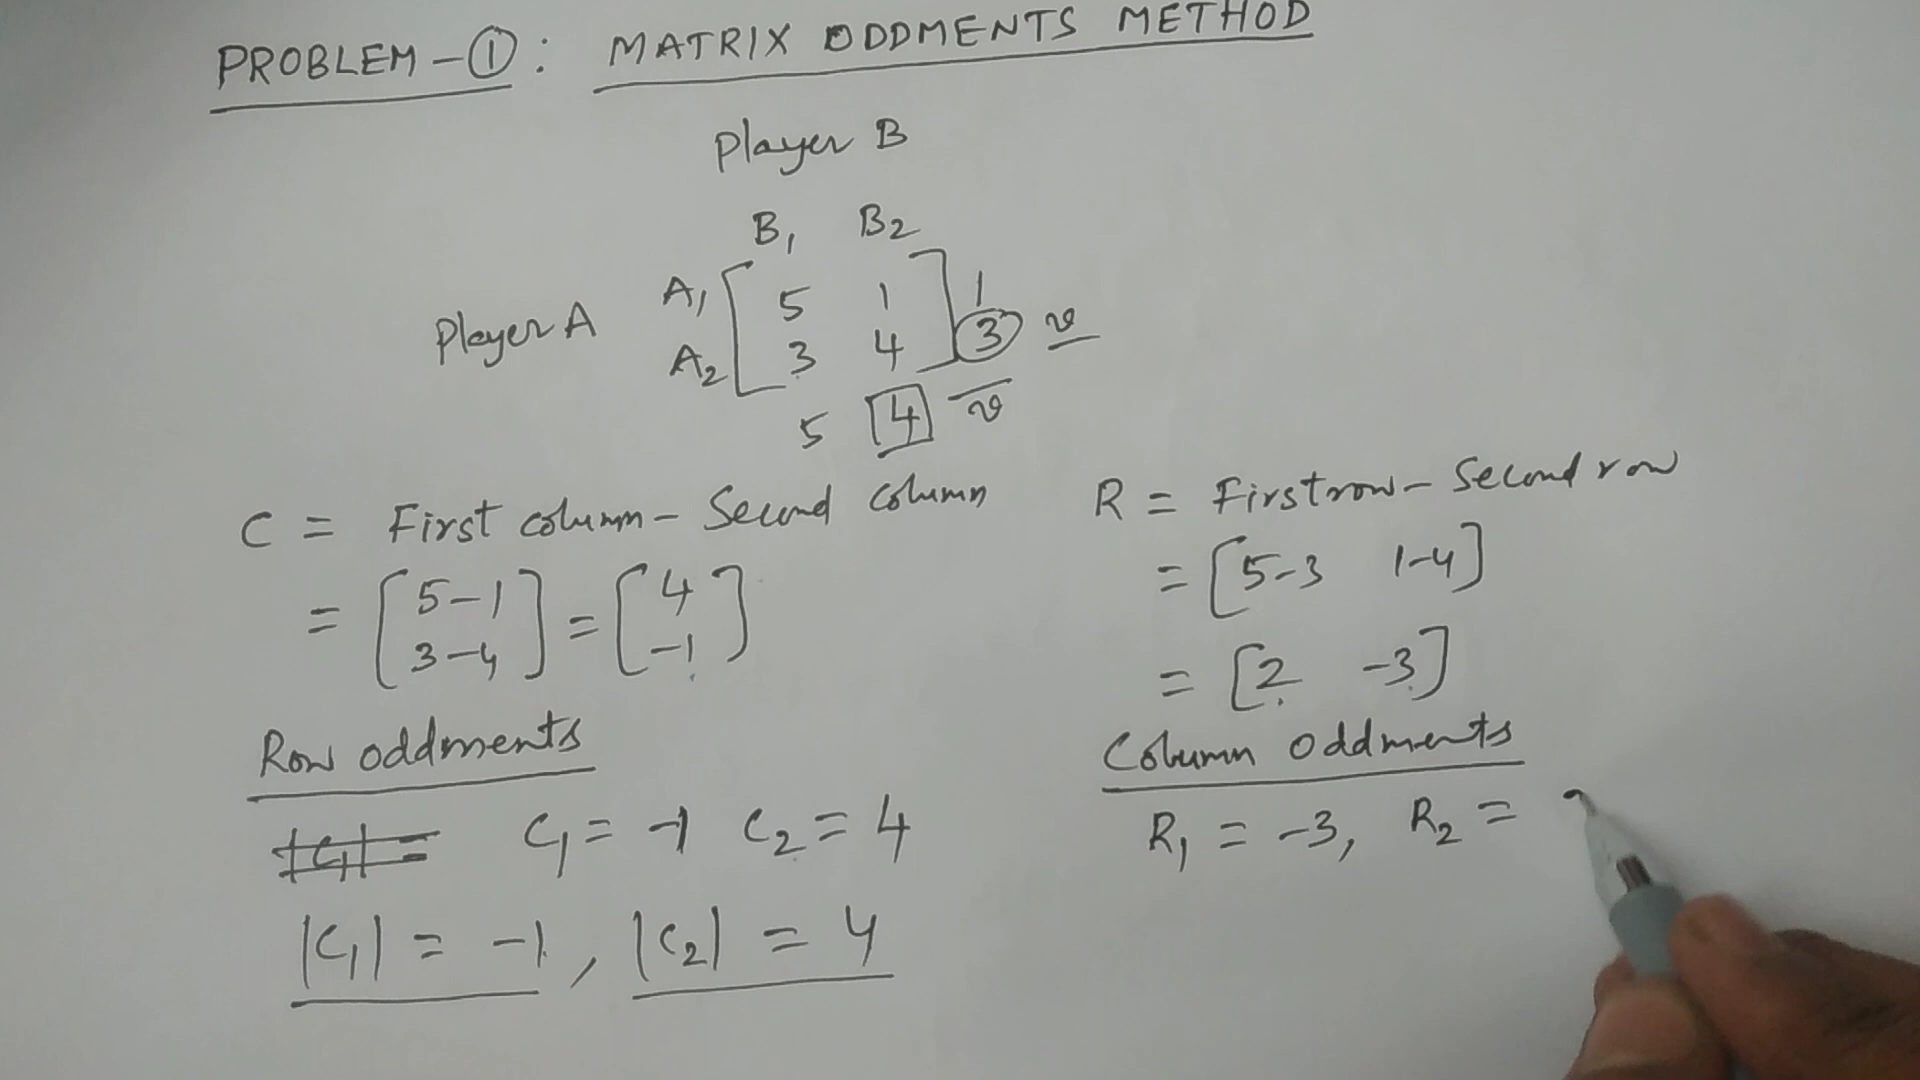 PROBLEM-①: MATRIX ODDMENTS METHOD
Player B
B₁ B₂
A₁ 5 1 1
Player A
A₂ 3 4 3 v
5 4 v
C = First column - Second column
= [5-1 3-4] = [4 -1]
R = First row - Second row
= [5-3 1-4]
= [2 -3]
Row oddments
|C₁| = C₁ = -1 C₂ = 4
|C₁| = -1, |C₂| = 4
Column oddments
R₁ = -3, R₂ =